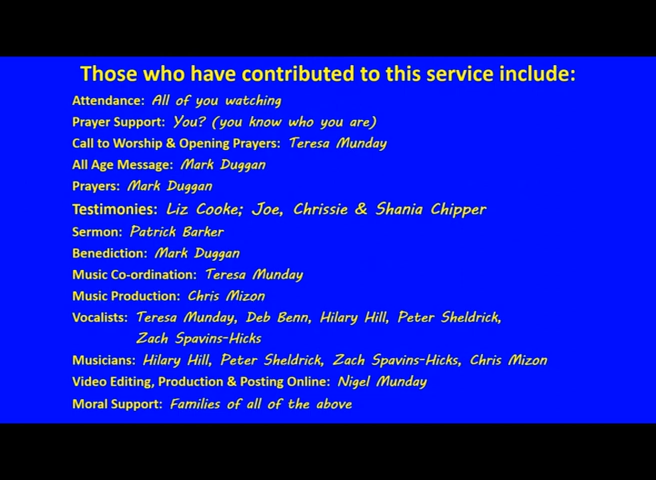 Those who have contributed to this service include:
Attendance: All of you watching
Prayer Support: You? (you know who you are)
Call to Worship & Opening Prayers: Teresa Munday
All Age Message: Mark Duggan
Prayers: Mark Duggan
Testimonies: Liz Cooke; Joe, Chrissie & Shania Chipper
Sermon: Patrick Barker
Benediction: Mark Duggan
Music Co-ordination: Teresa Munday
Music Production: Chris Mizon
Vocalists: Teresa Munday, Deb Benn, Hilary Hill, Peter Sheldrick,
Zach Spavins-Hicks
Musicians: Hilary Hill, Peter Sheldrick, Zach Spavins-Hicks, Chris Mizon
Video Editing, Production & Posting Online: Nigel Munday
Moral Support: Families of all of the above